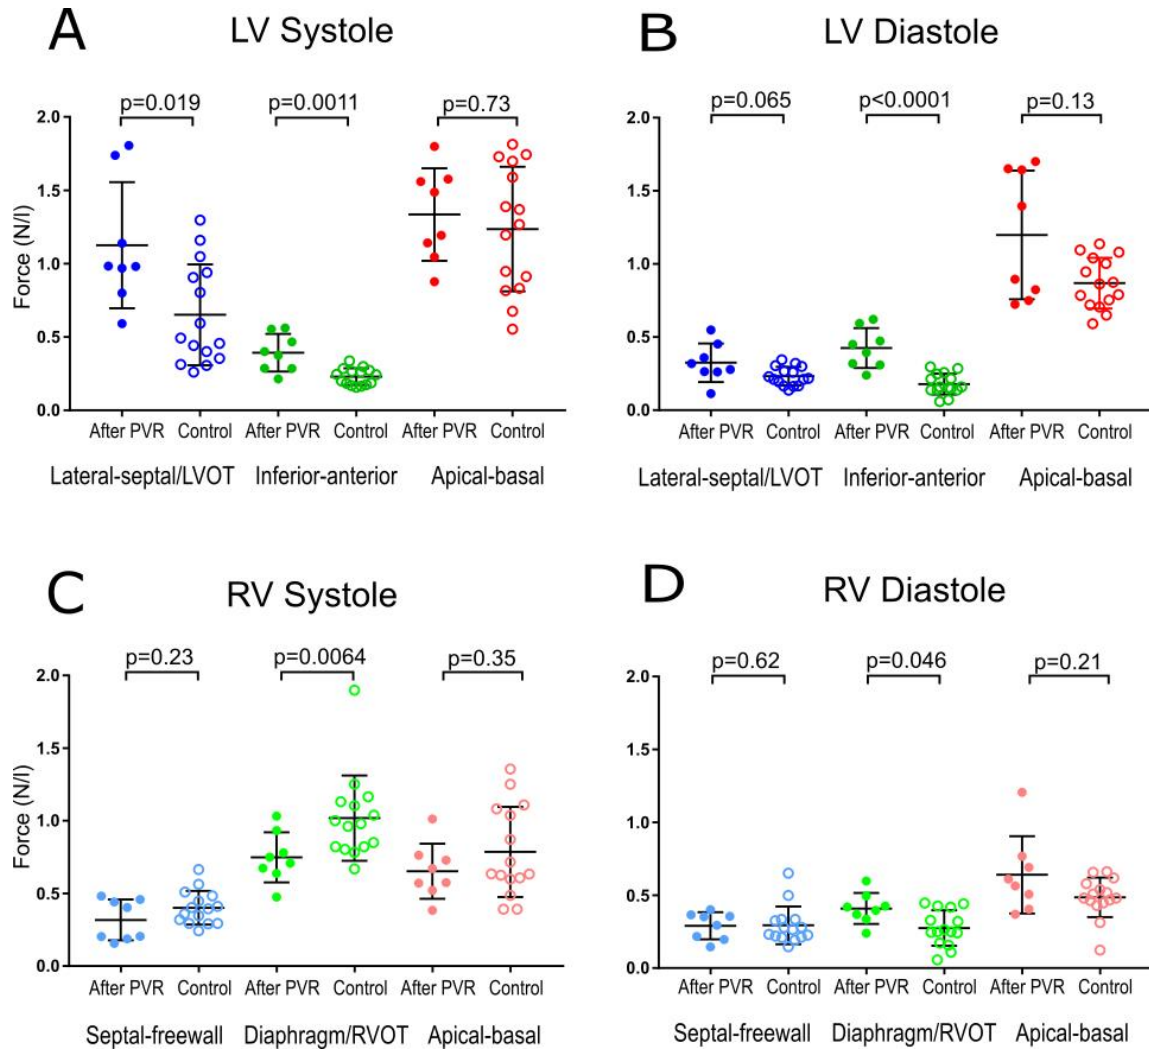 A LV Systole
p=0.019 p=0.0011 p=0.73
2.0
1.5
1.0
0.5
0.0
Force (N/l)
After PVR Control After PVR Control After PVR Control
Lateral-septal/LVOT Inferior-anterior Apical-basal
B LV Diastole
p=0.065 p<0.0001 p=0.13
2.0
1.5
1.0
0.5
0.0
After PVR Control After PVR Control After PVR Control
Lateral-septal/LVOT Inferior-anterior Apical-basal
C RV Systole
p=0.23 p=0.0064 p=0.35
2.0
1.5
1.0
0.5
0.0
Force (N/l)
After PVR Control After PVR Control After PVR Control
Septal-freewall Diaphragm/RVOT Apical-basal
D RV Diastole
p=0.62 p=0.046 p=0.21
2.0
1.5
1.0
0.5
0.0
After PVR Control After PVR Control After PVR Control
Septal-freewall Diaphragm/RVOT Apical-basal